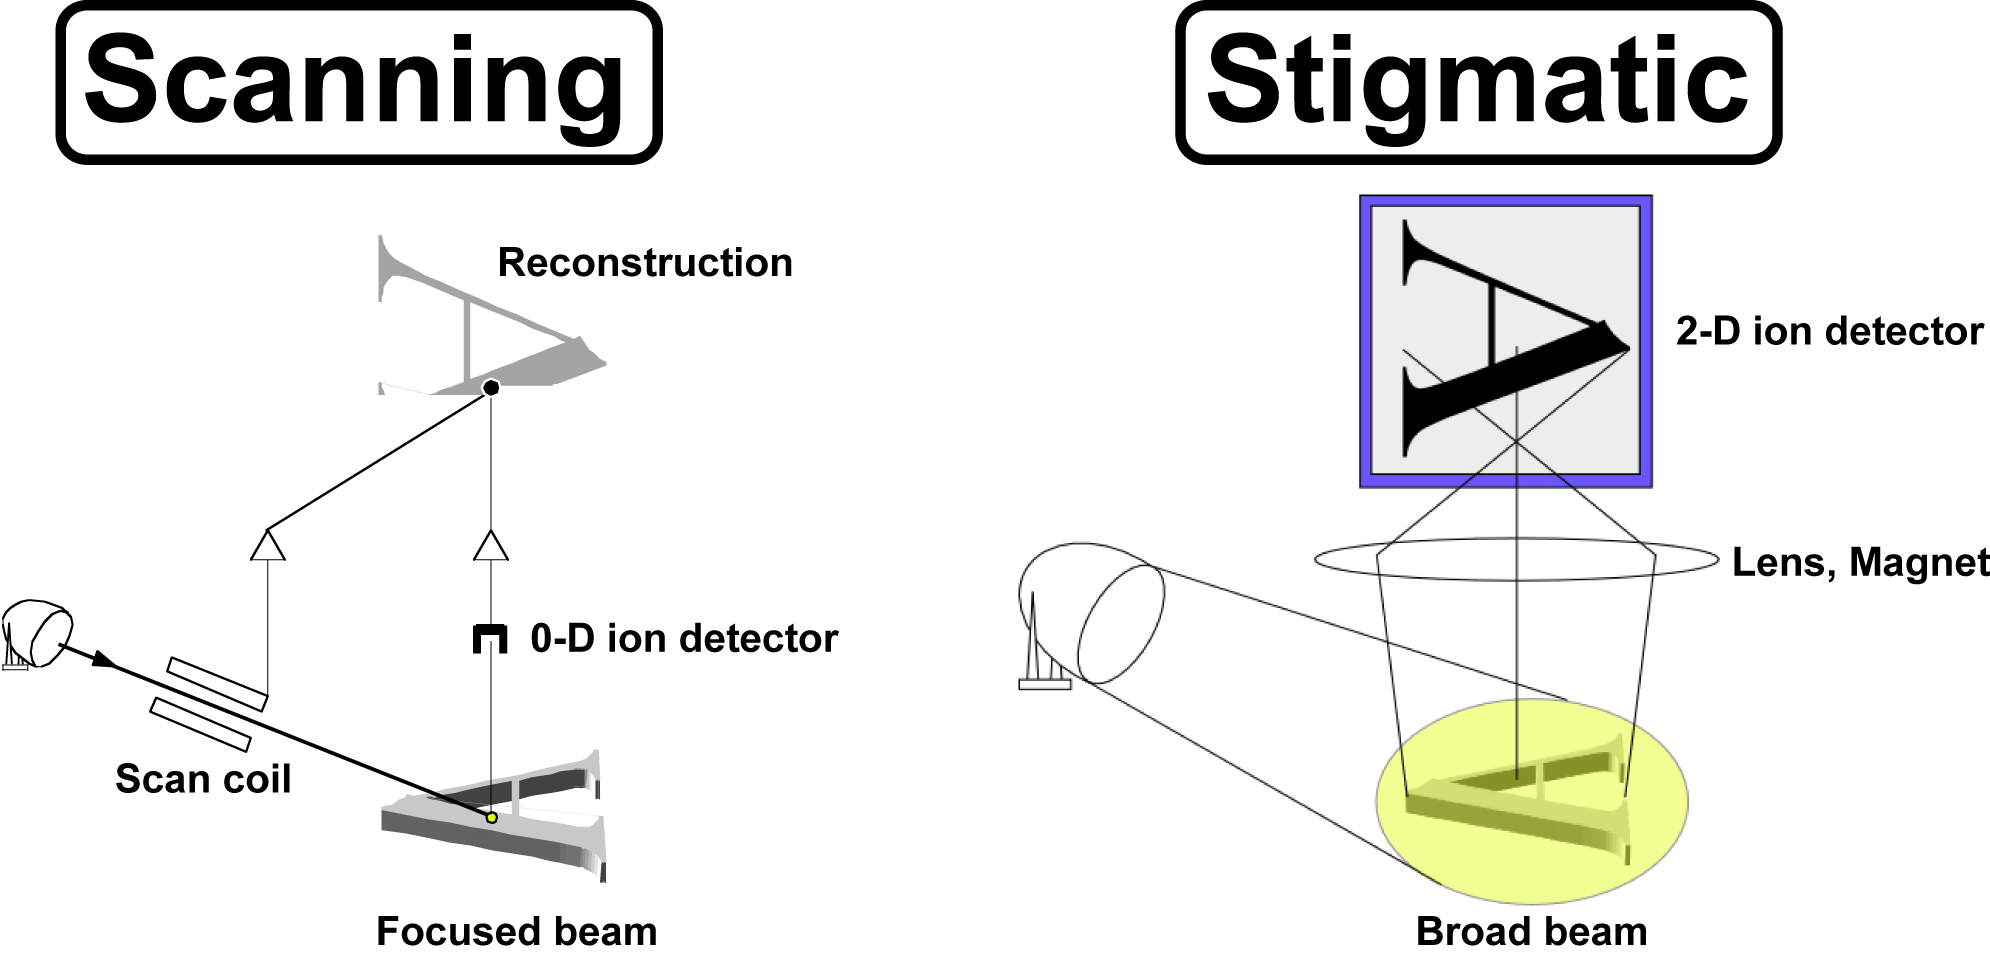 Scanning
Reconstruction
0-D ion detector
Scan coil
Focused beam
Stigmatic
2-D ion detector
Lens, Magnet
Broad beam